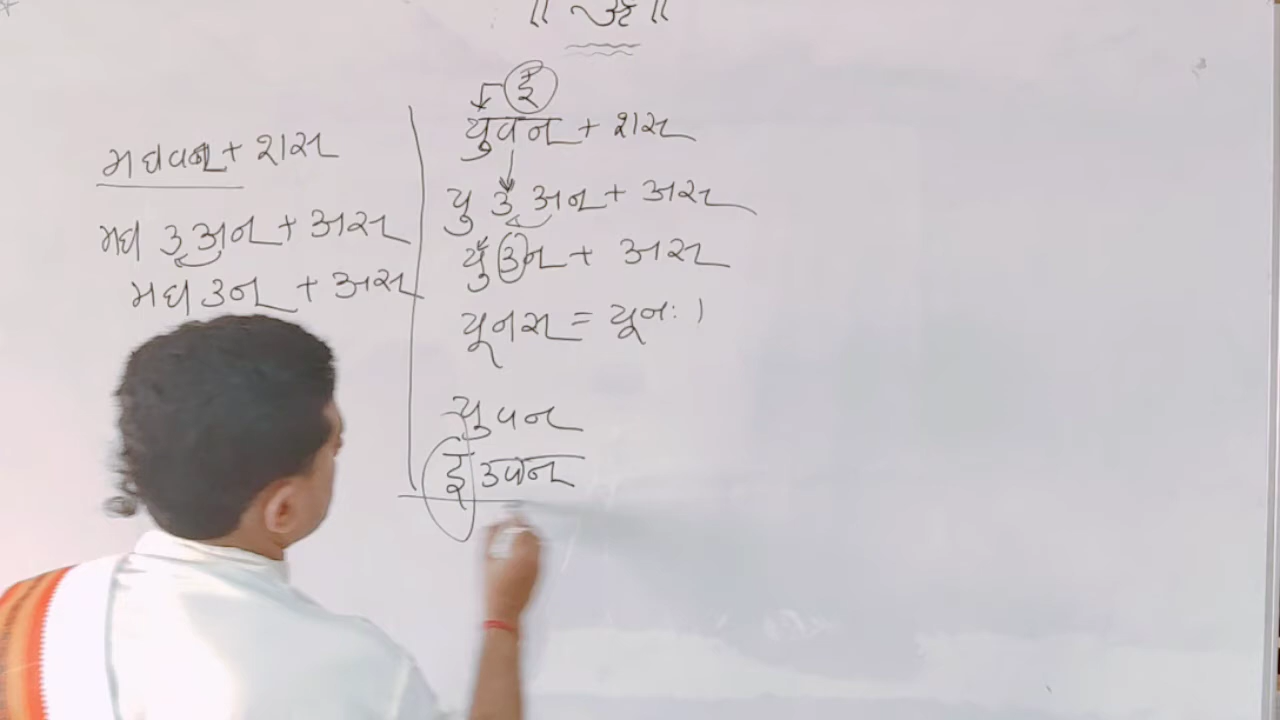 मघवन् + शस्
मघ उ अन् + अस्
मघ उन् + अस्
ई
युवन् + शस्
यु उ अन् + अस्
यु उन् + अस्
यूनस् = यूनः ।
युवन्
इ उवन्